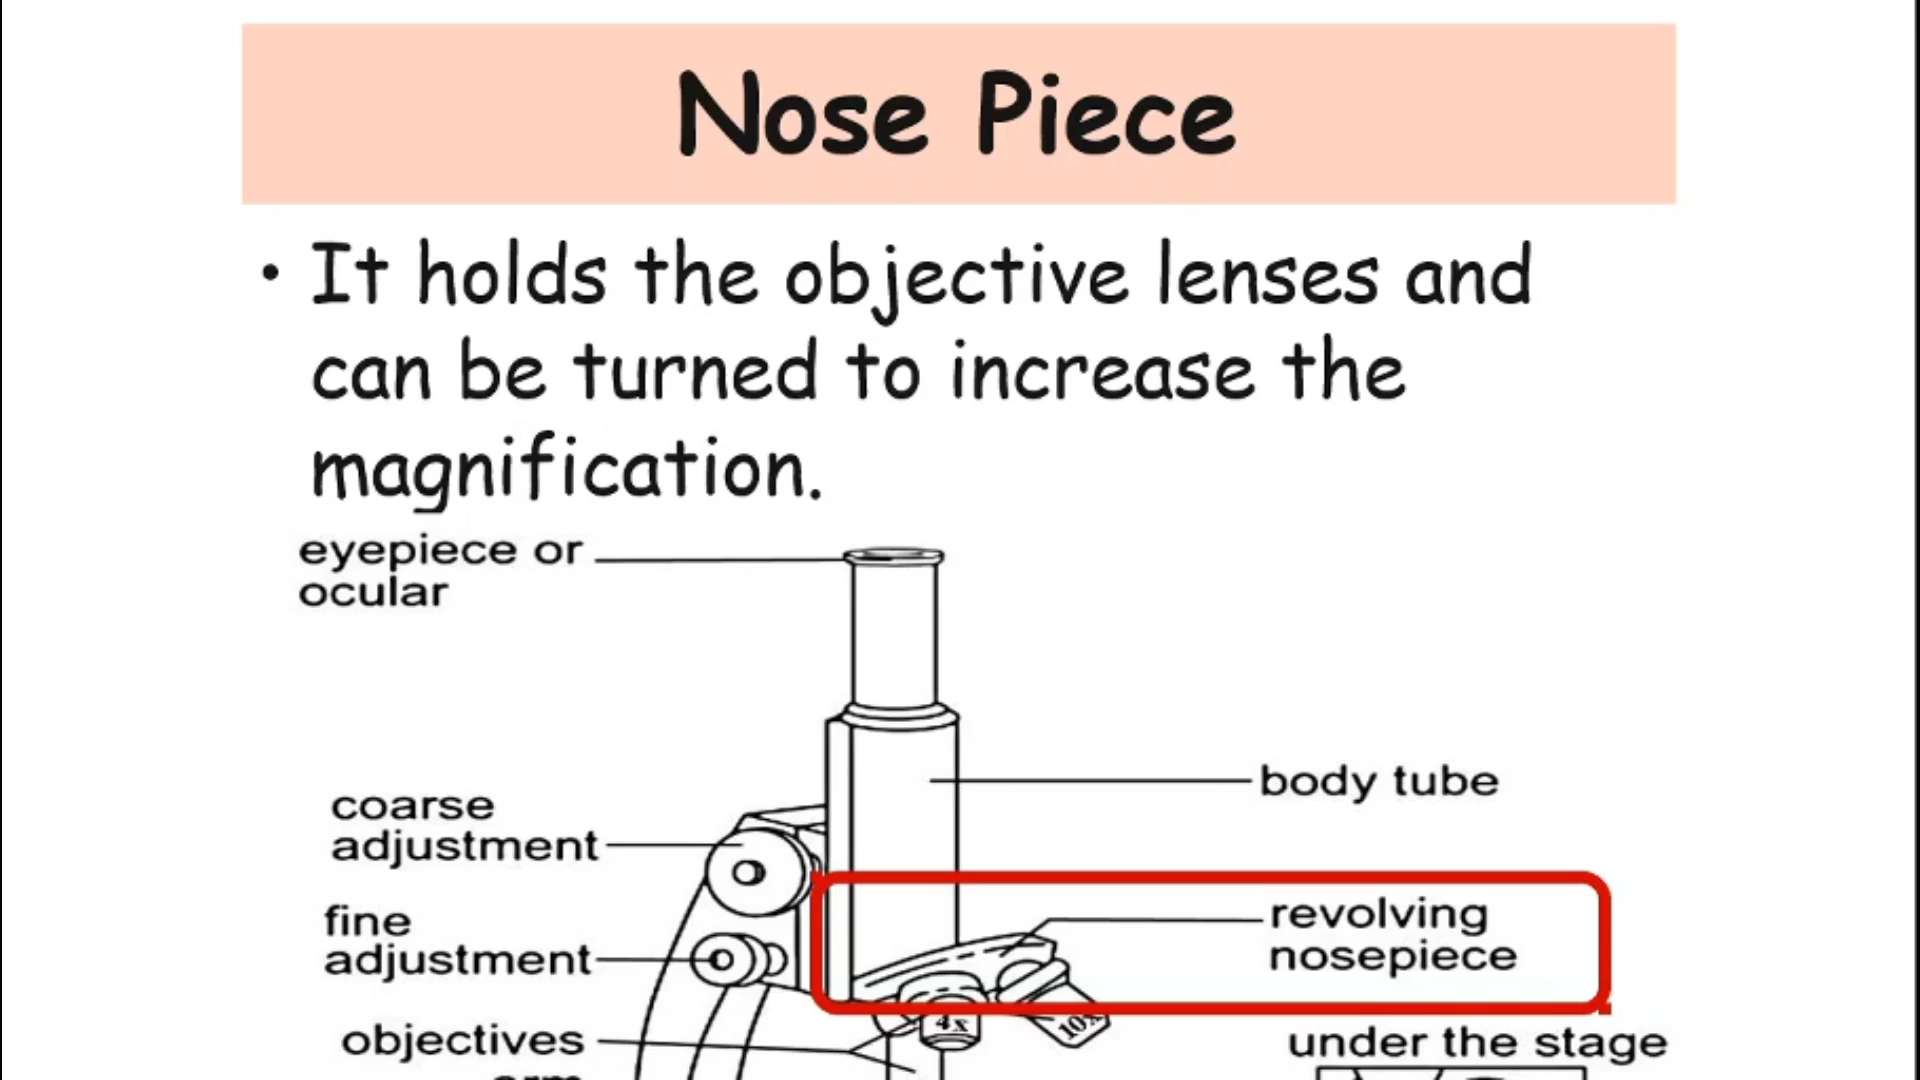 Nose Piece
• It holds the objective lenses and
can be turned to increase the
magnification.
eyepiece or
ocular
body tube
coarse
adjustment
revolving
nosepiece
fine
adjustment
4x
10x
objectives
under the stage
arm